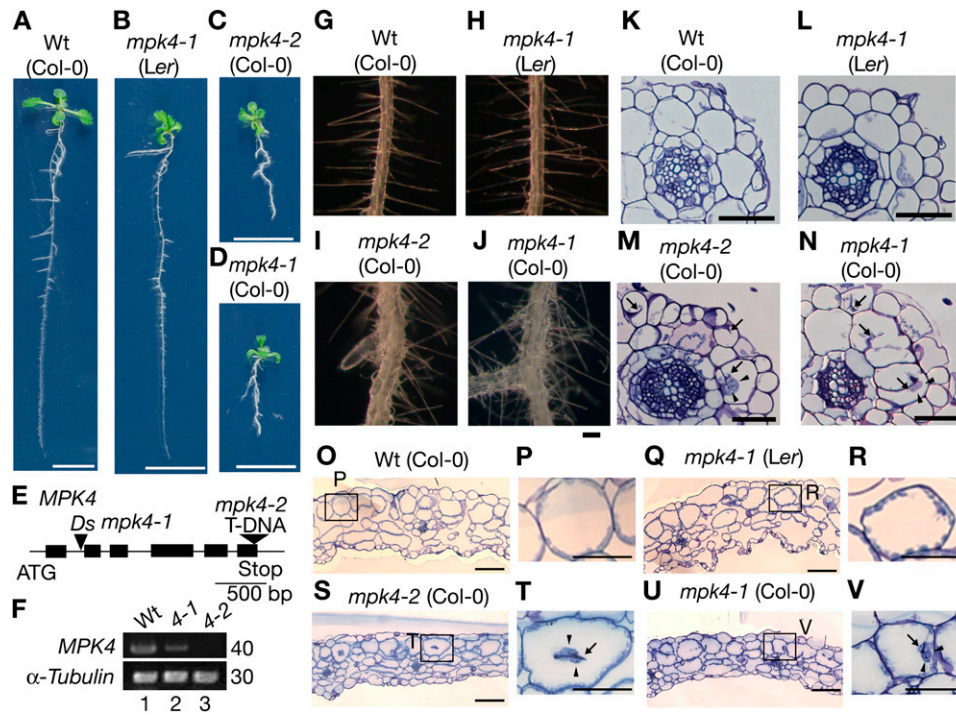 A
Wt
(Col-0)
B
mpk4-1
(Ler)
C
mpk4-2
(Col-0)
D
mpk4-1
(Col-0)
E
MPK4
Ds mpk4-1
mpk4-2
T-DNA
ATG
Stop
500 bp
F
Wt 4-1 4-2
MPK4 40
α-Tubulin 30
1 2 3
G
Wt
(Col-0)
H
mpk4-1
(Ler)
I
mpk4-2
(Col-0)
J
mpk4-1
(Col-0)
K
Wt
(Col-0)
L
mpk4-1
(Ler)
M
mpk4-2
(Col-0)
N
mpk4-1
(Col-0)
O Wt (Col-0)
P
P
Q mpk4-1 (Ler)
R
R
S mpk4-2 (Col-0)
T
T
U mpk4-1 (Col-0)
V
V